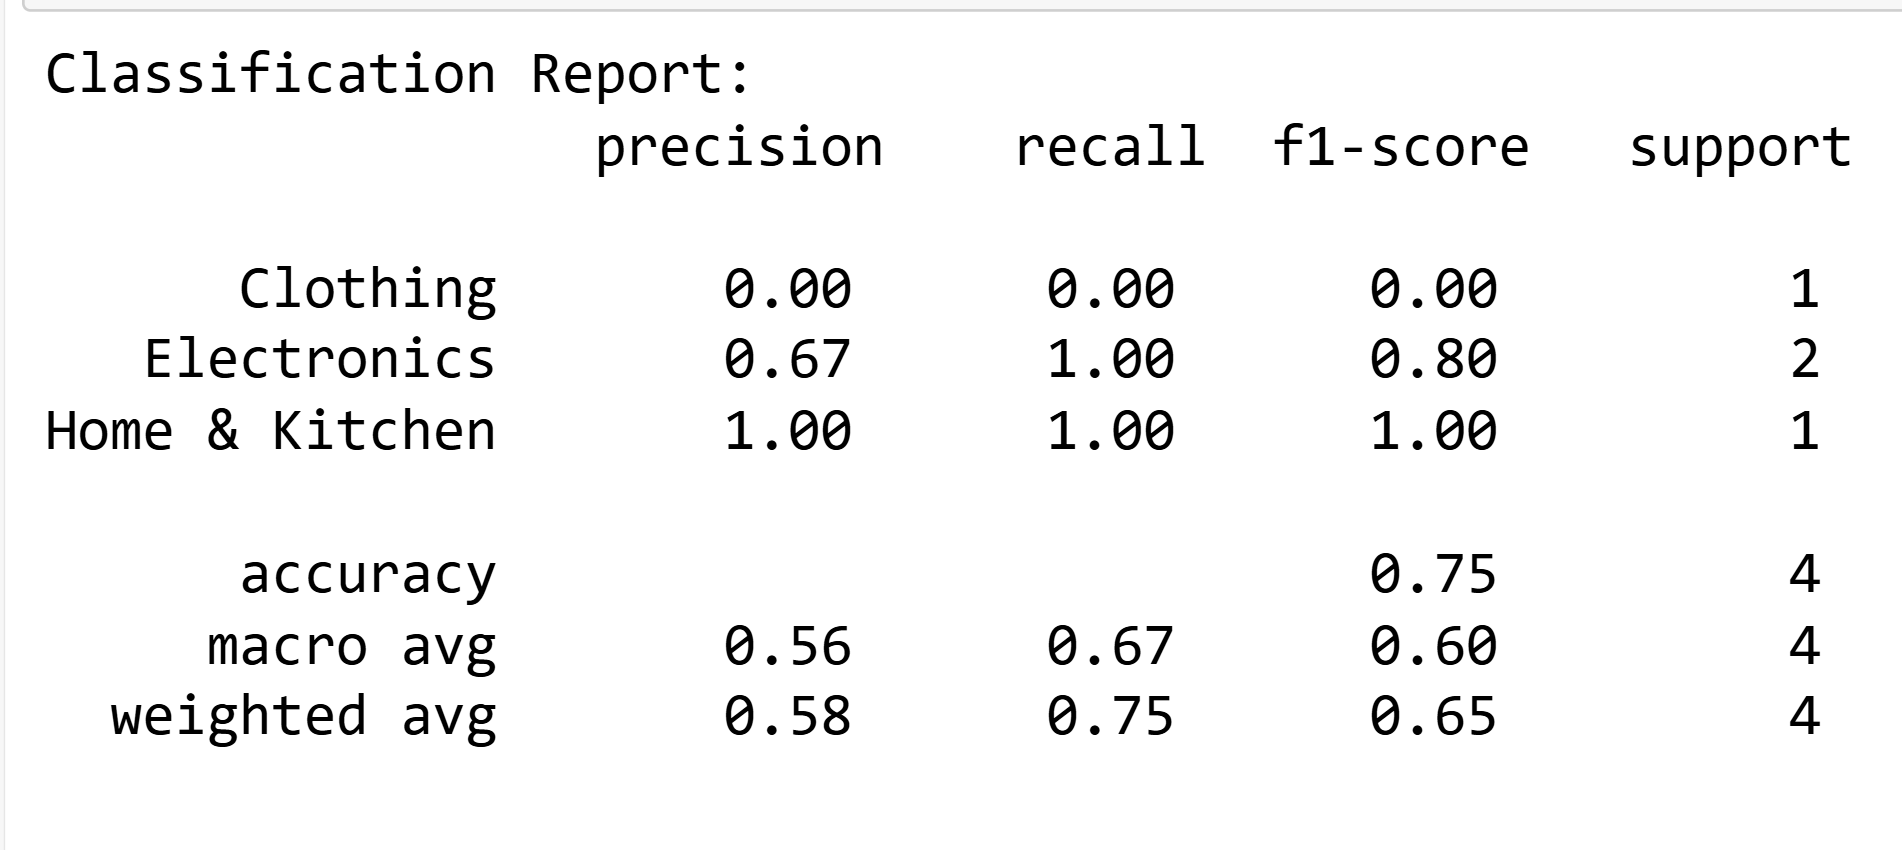 Classification Report:
                 precision    recall  f1-score   support

      Clothing       0.00      0.00      0.00         1
   Electronics       0.67      1.00      0.80         2
Home & Kitchen       1.00      1.00      1.00         1

      accuracy                           0.75         4
     macro avg       0.56      0.67      0.60         4
  weighted avg       0.58      0.75      0.65         4